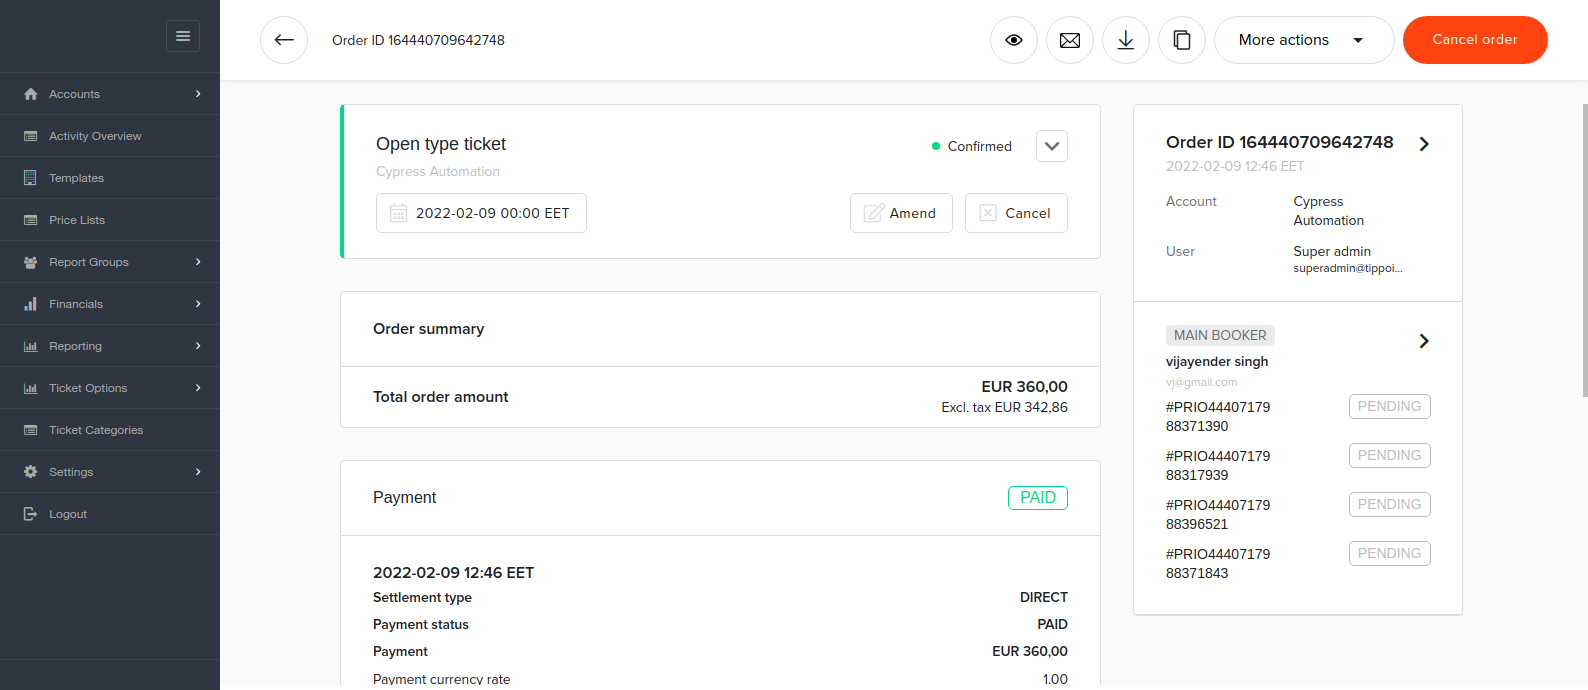 Order ID 164440709642748
More actions
Cancel order
Accounts
Activity Overview
Templates
Price Lists
Report Groups
Financials
Reporting
Ticket Options
Ticket Categories
Settings
Logout
Open type ticket
Confirmed
Cypress Automation
2022-02-09 00:00 EET
Amend
Cancel
Order summary
Total order amount
EUR 360,00
Excl. tax EUR 342,86
Payment
PAID
2022-02-09 12:46 EET
Settlement type
DIRECT
Payment status
PAID
Payment
EUR 360,00
Payment currency rate
1.00
Order ID 164440709642748
2022-02-09 12:46 EET
Account
Cypress
Automation
User
Super admin
superadmin@tippoi...
MAIN BOOKER
vijayender singh
vj@gmail.com
#PRIO44407179
88371390
PENDING
#PRIO44407179
88317939
PENDING
#PRIO44407179
88396521
PENDING
#PRIO44407179
88371843
PENDING